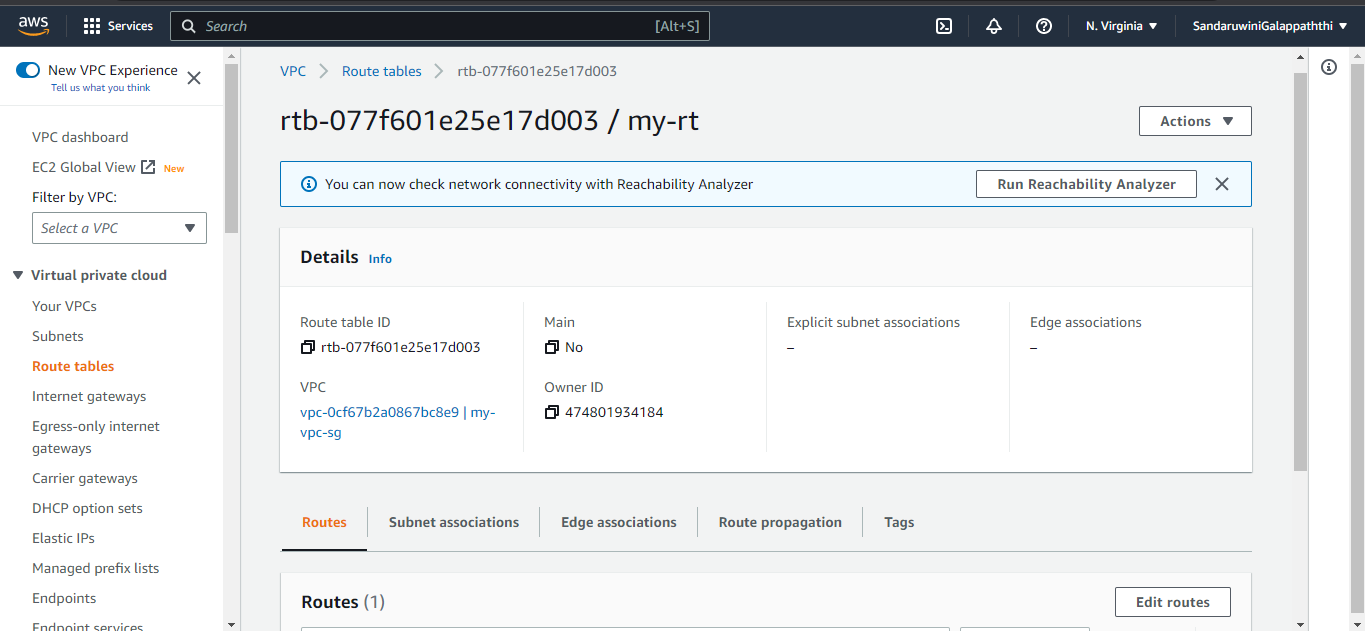 aws
Services
Search
[Alt+S]
N. Virginia
SandaruwiniGalappaththi
New VPC Experience
Tell us what you think
VPC dashboard
EC2 Global View
New
Filter by VPC:
Select a VPC
Virtual private cloud
Your VPCs
Subnets
Route tables
Internet gateways
Egress-only internet
gateways
Carrier gateways
DHCP option sets
Elastic IPs
Managed prefix lists
Endpoints
Endpoint services
VPC
Route tables
rtb-077f601e25e17d003
rtb-077f601e25e17d003 / my-rt
Actions
You can now check network connectivity with Reachability Analyzer
Run Reachability Analyzer
Details
Info
Route table ID
rtb-077f601e25e17d003
VPC
vpc-0cf67b2a0867bc8e9 | my-
vpc-sg
Main
No
Owner ID
474801934184
Explicit subnet associations
–
Edge associations
–
Routes
Subnet associations
Edge associations
Route propagation
Tags
Routes (1)
Edit routes